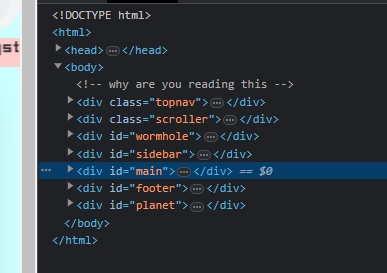 <!DOCTYPE html>
<html>
<head>…</head>
<body>
<!-- why are you reading this -->
<div class="topnav">…</div>
<div class="scroller">…</div>
<div id="wormhole">…</div>
<div id="sidebar">…</div>
<div id="main">…</div> == $0
<div id="footer">…</div>
<div id="planet">…</div>
</body>
</html>